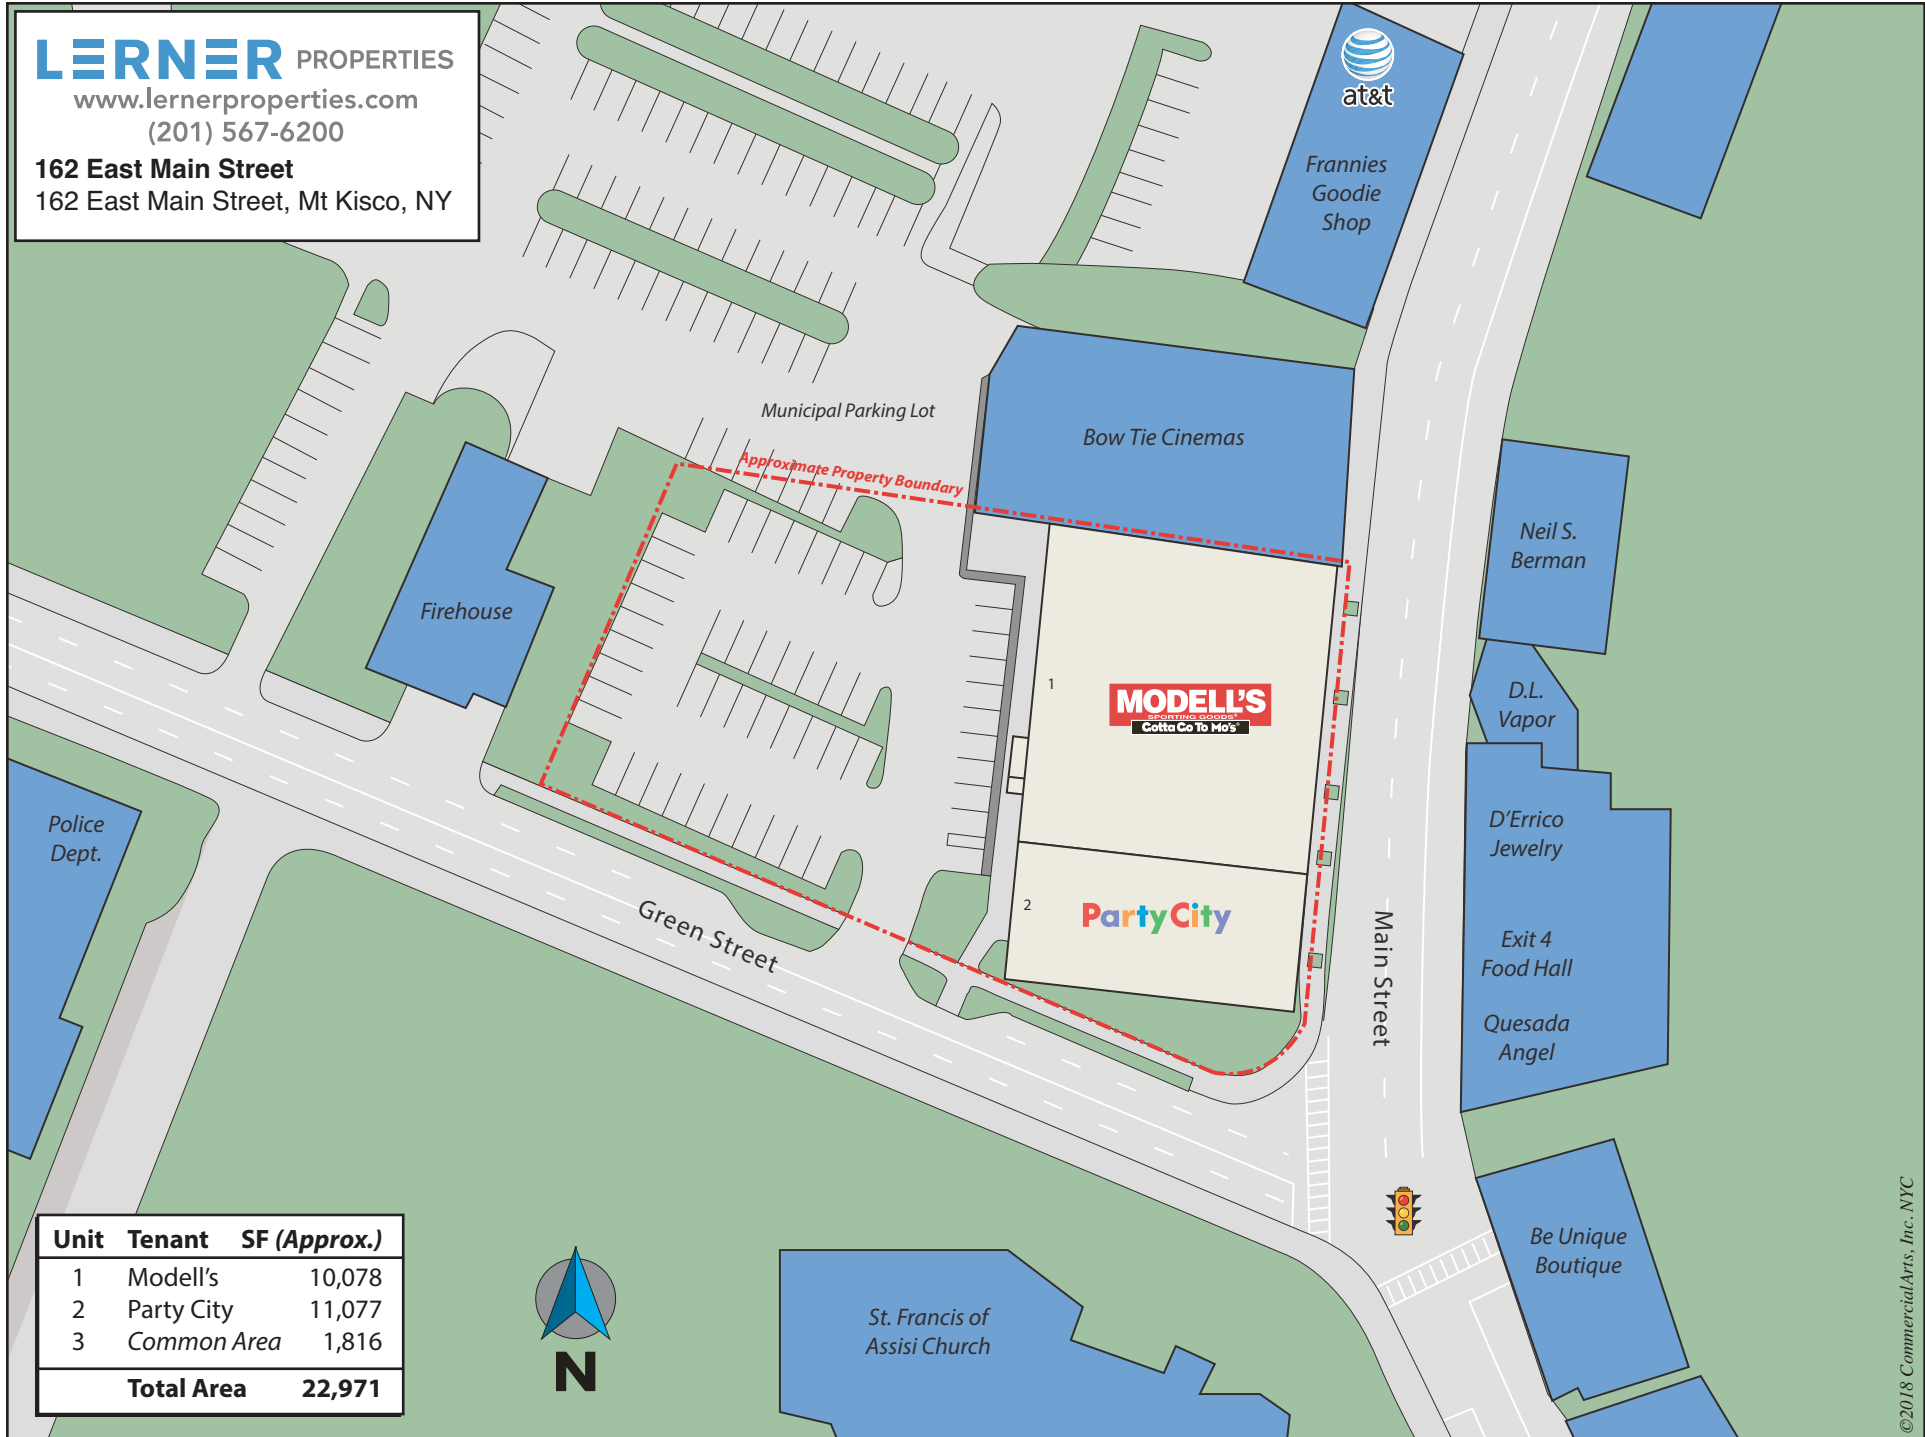 LERNER PROPERTIES
www.lernerproperties.com
(201) 567-6200
162 East Main Street
162 East Main Street, Mt Kisco, NY
at&t
Frannies
Goodie
Shop
Municipal Parking Lot
Approximate Property Boundary
Bow Tie Cinemas
Neil S.
Berman
Firehouse
1
MODELL'S
SPORTING GOODS®
Gotta Go To Mo's®
D.L.
Vapor
Police
Dept.
D'Errico
Jewelry
2
Party City
Green Street
Main Street
Exit 4
Food Hall
Quesada
Angel
Be Unique
Boutique
St. Francis of
Assisi Church
N
Unit Tenant SF (Approx.)
1 Modell's 10,078
2 Party City 11,077
3 Common Area 1,816
Total Area 22,971
©2018 CommercialArts, Inc. NYC